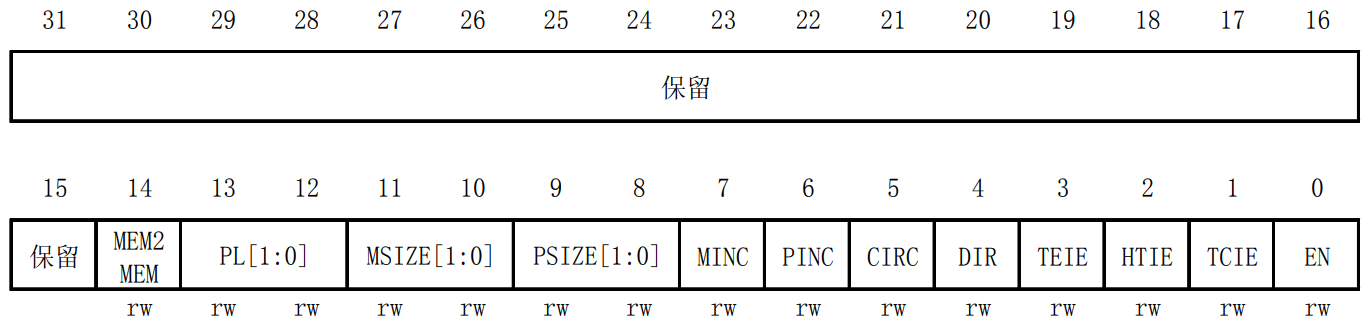 31 30 29 28 27 26 25 24 23 22 21 20 19 18 17 16
保留
15 14 13 12 11 10 9 8 7 6 5 4 3 2 1 0
保留 MEM2 MEM PL[1:0] MSIZE[1:0] PSIZE[1:0] MINC PINC CIRC DIR TEIE HTIE TCIE EN
rw rw rw rw rw rw rw rw rw rw rw rw rw rw rw